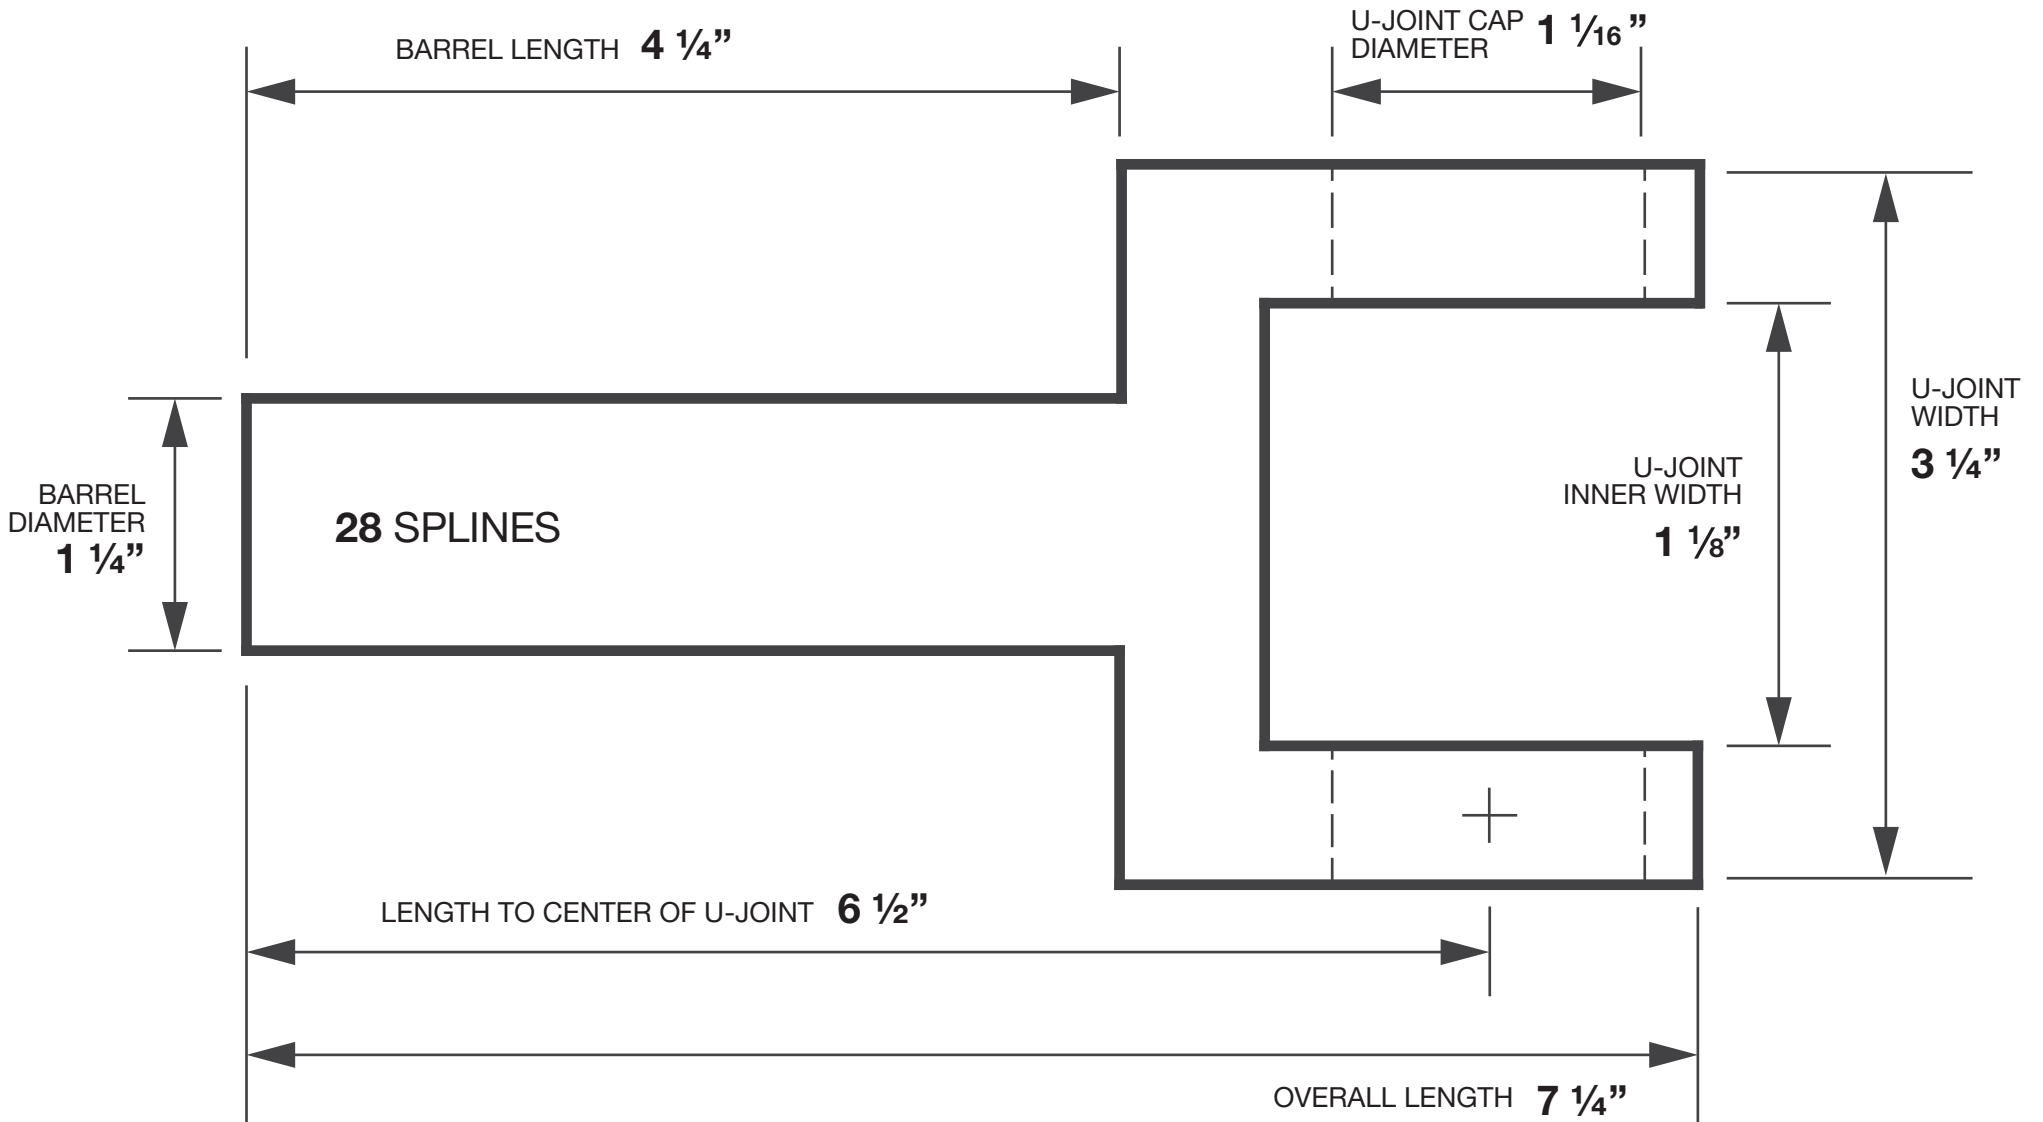 BARREL LENGTH 4 ¼”
U-JOINT CAP 1 1⁄16”
DIAMETER
U-JOINT
WIDTH
3 ¼”
U-JOINT
INNER WIDTH
1 ⅛”
BARREL
DIAMETER
1 ¼”
28 SPLINES
LENGTH TO CENTER OF U-JOINT 6 ½”
OVERALL LENGTH 7 ¼”